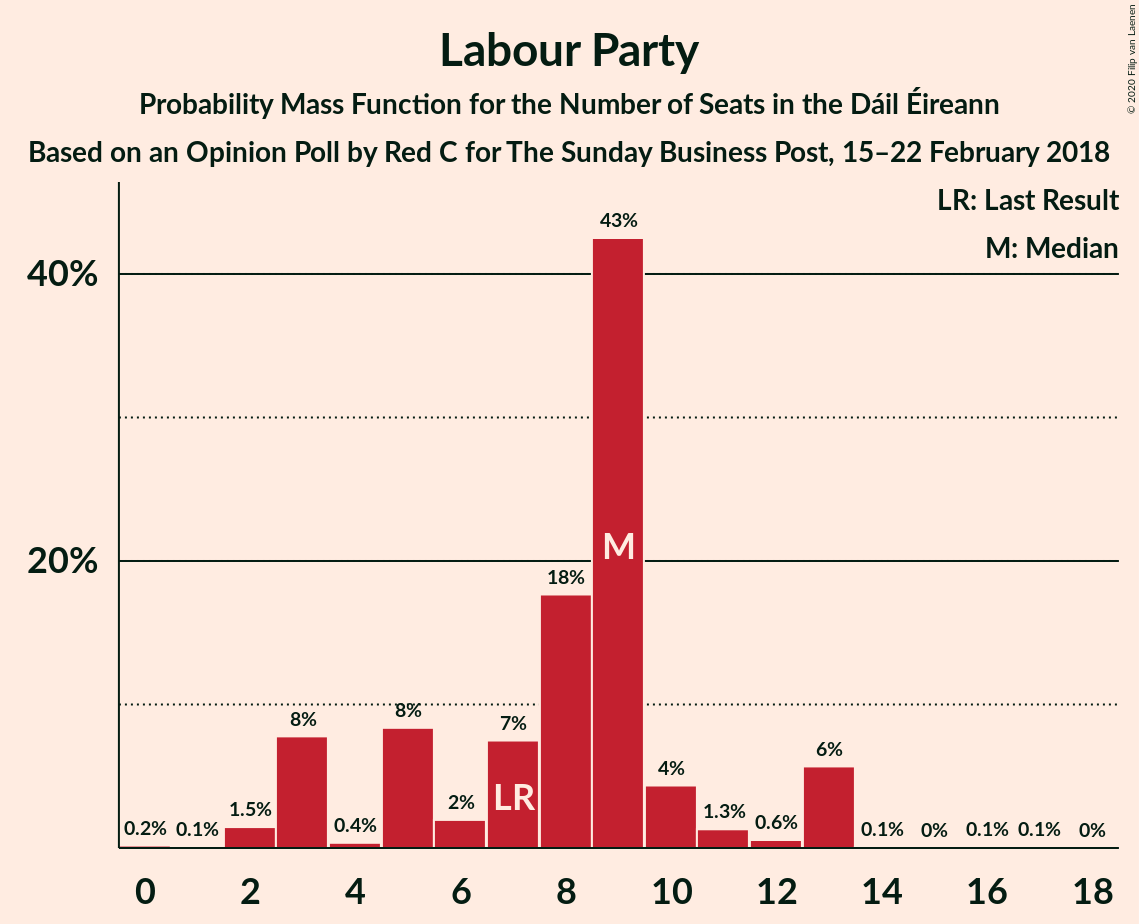 Labour Party
Probability Mass Function for the Number of Seats in the Dáil Éireann
Based on an Opinion Poll by Red C for The Sunday Business Post, 15–22 February 2018
© 2020 Filip van Laenen
LR: Last Result
M: Median
43%
40%
M
20%
18%
8%
8%
7%
6%
4%
LR
2%
1.5%
1.3%
0.6%
0.4%
0.2%
0.1%
0.1%
0%
0.1%
0.1%
0%
0 2 4 6 8 10 12 14 16 18